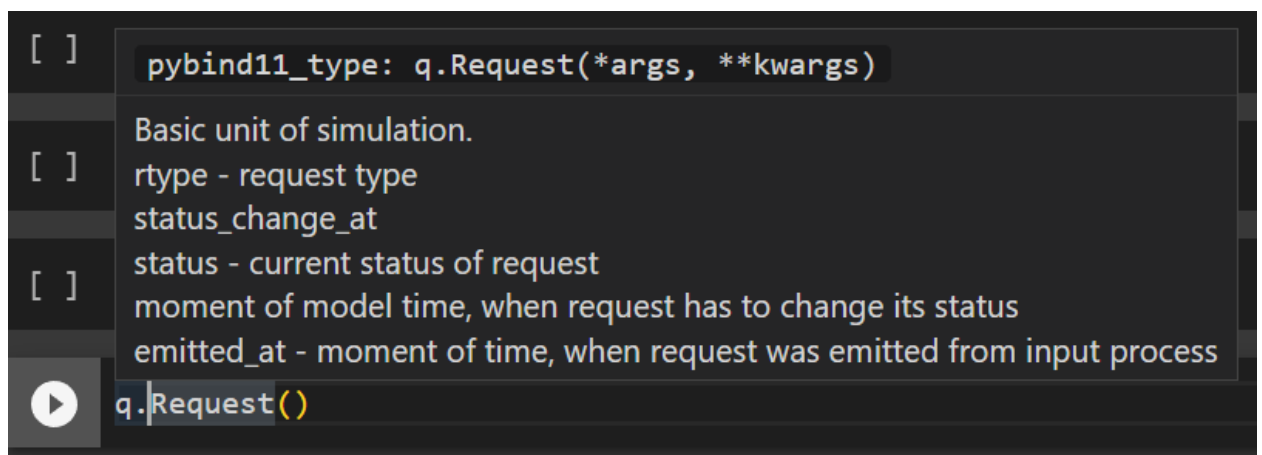 [ ]
pybind11_type: q.Request(*args, **kwargs)
Basic unit of simulation.
[ ]
rtype - request type
status_change_at
status - current status of request
[ ]
moment of model time, when request has to change its status
emitted_at - moment of time, when request was emitted from input process
q.Request()